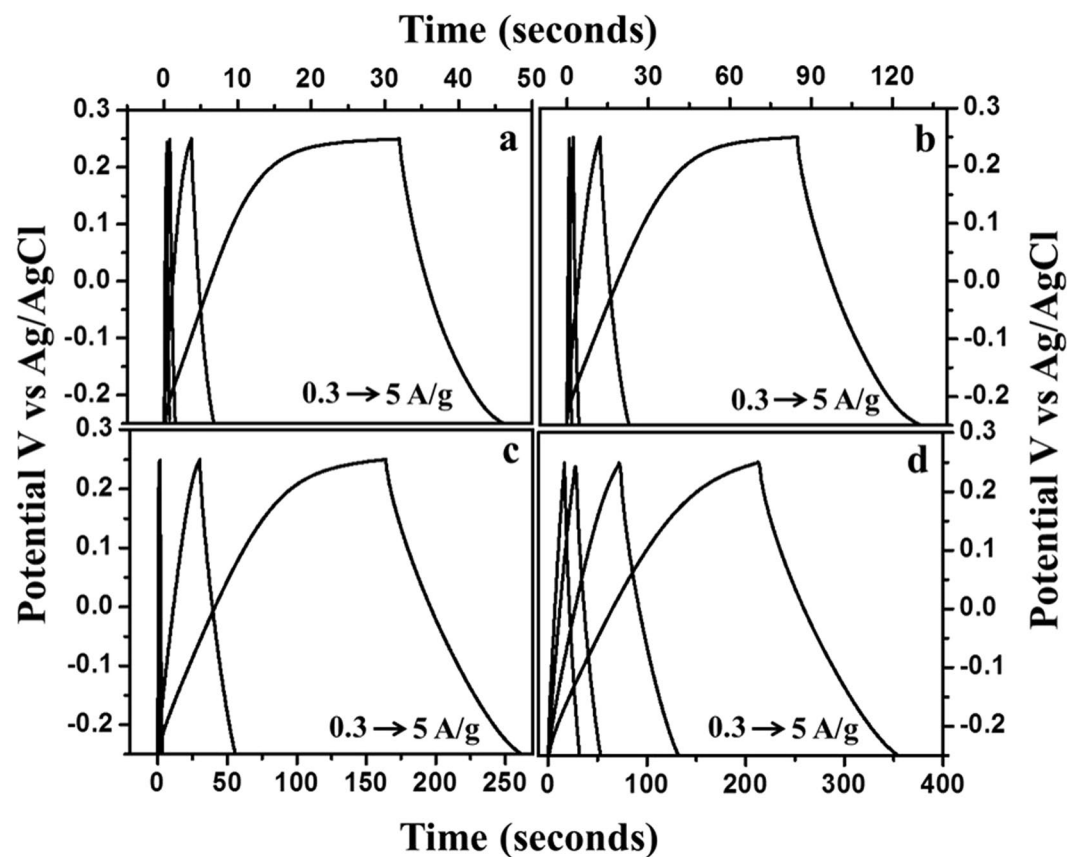 Time (seconds)
0 10 20 30 40 50
0 30 60 90 120
Potential V vs Ag/AgCl
0.3
0.2
0.1
0.0
-0.1
-0.2
a
0.3 → 5 A/g
b
0.3 → 5 A/g
0.3
0.2
0.1
0.0
-0.1
-0.2
Potential V vs Ag/AgCl
0.3
0.2
0.1
0.0
-0.1
-0.2
c
0.3 → 5 A/g
d
0.3 → 5 A/g
0.3
0.2
0.1
0.0
-0.1
-0.2
0 50 100 150 200 250
0 100 200 300 400
Time (seconds)